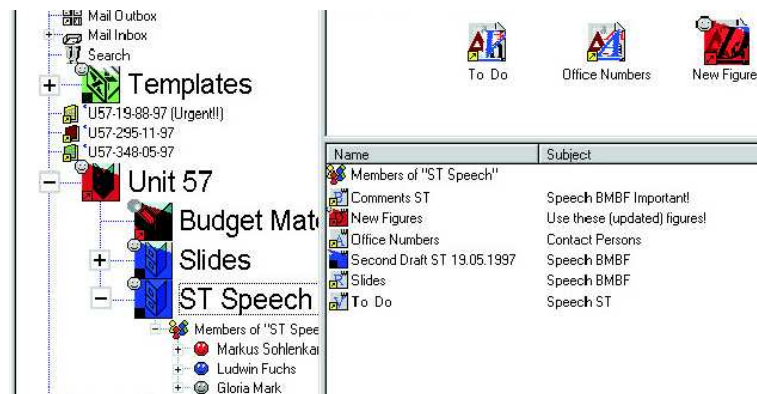 Mail Outbox
Mail Inbox
Search
Templates
U57-19-88-97 (Urgent!!)
U57-295-11-97
U57-348-05-97
Unit 57
Budget Mate
Slides
ST Speech
Members of "ST Spee
Markus Sohlenka
Ludwin Fuchs
Gloria Mark
To Do
Office Numbers
New Figure
Name Subject
Members of "ST Speech"
Comments ST Speech BMBF Important!
New Figures Use these (updated) figures!
Office Numbers Contact Persons
Second Draft ST 19.05.1997 Speech BMBF
Slides Speech BMBF
To Do Speech ST